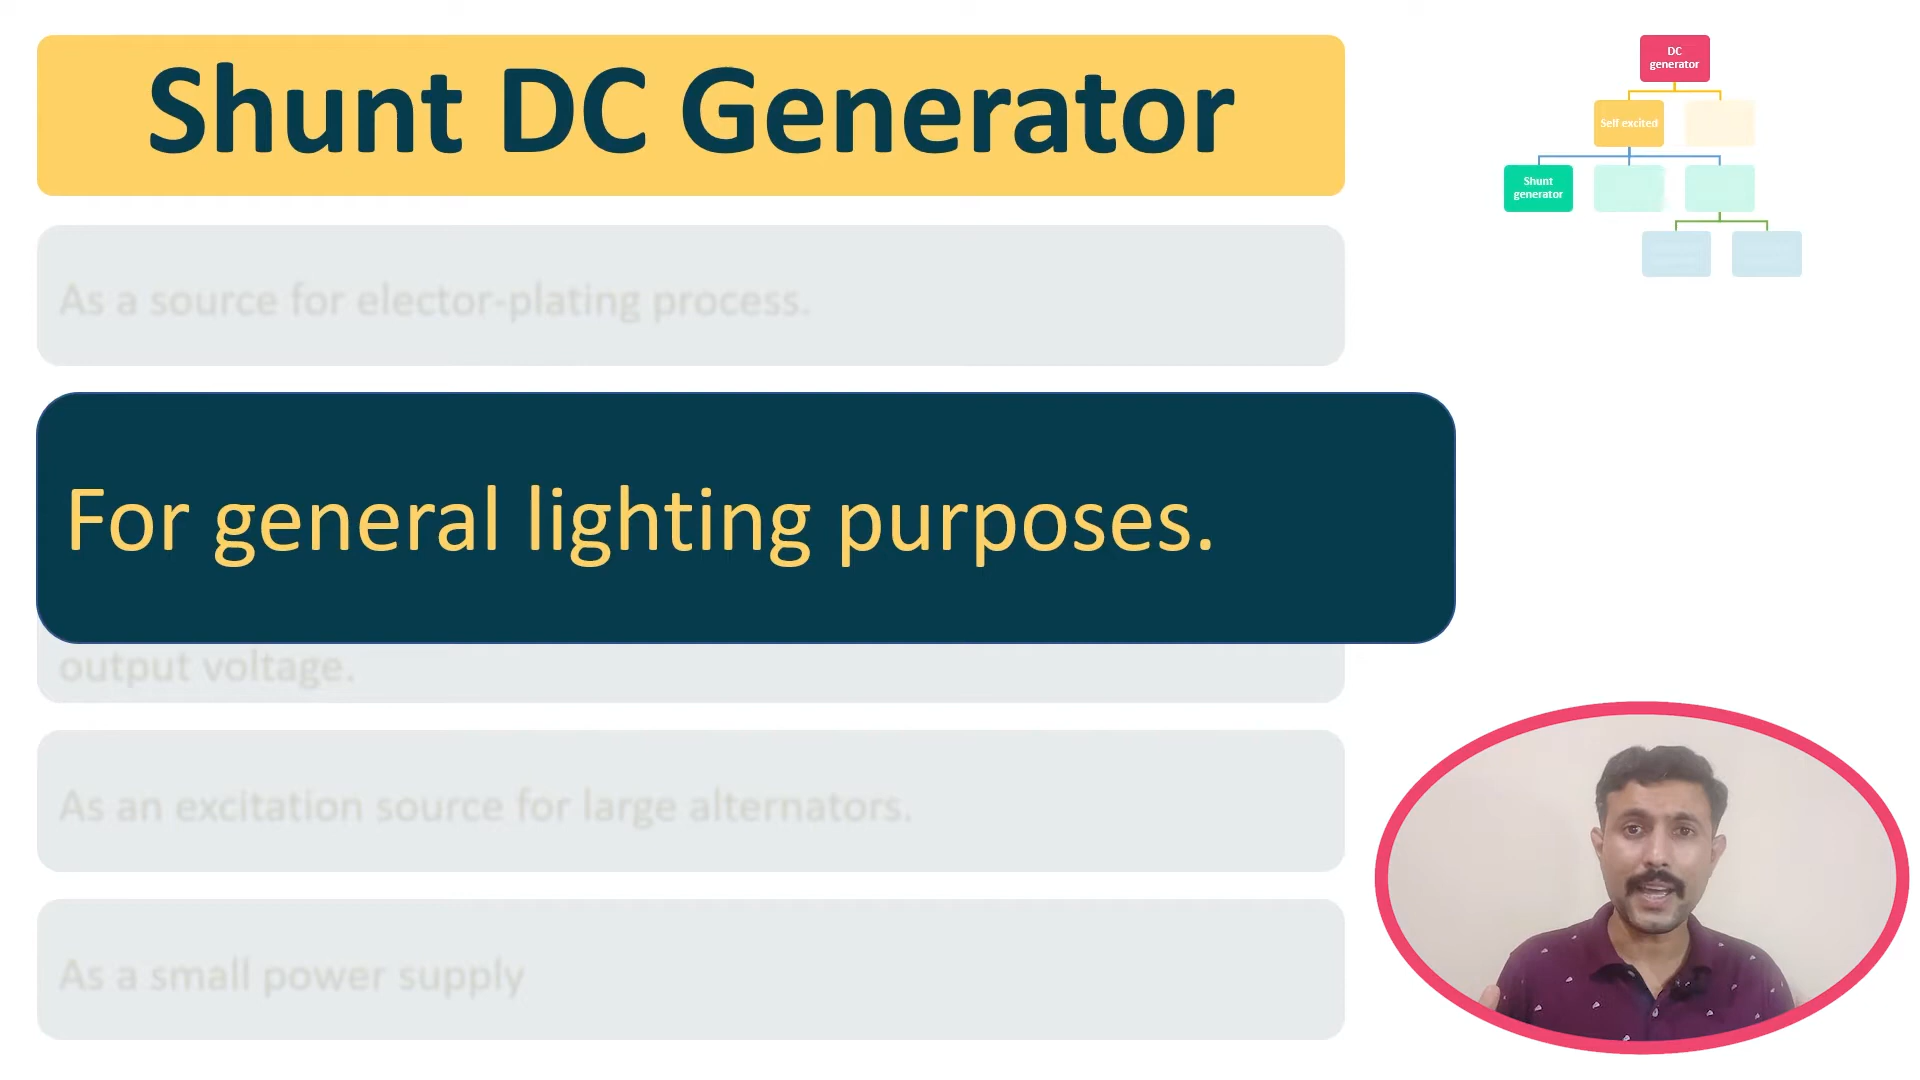 Shunt DC Generator
As a source for elector-plating process.
For general lighting purposes.
output voltage.
As an excitation source for large alternators.
As a small power supply
DC
generator
Self excited
Shunt
generator